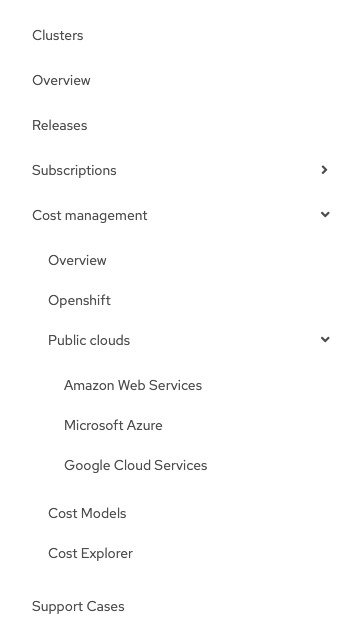 Clusters
Overview
Releases
Subscriptions
Cost management
Overview
Openshift
Public clouds
Amazon Web Services
Microsoft Azure
Google Cloud Services
Cost Models
Cost Explorer
Support Cases